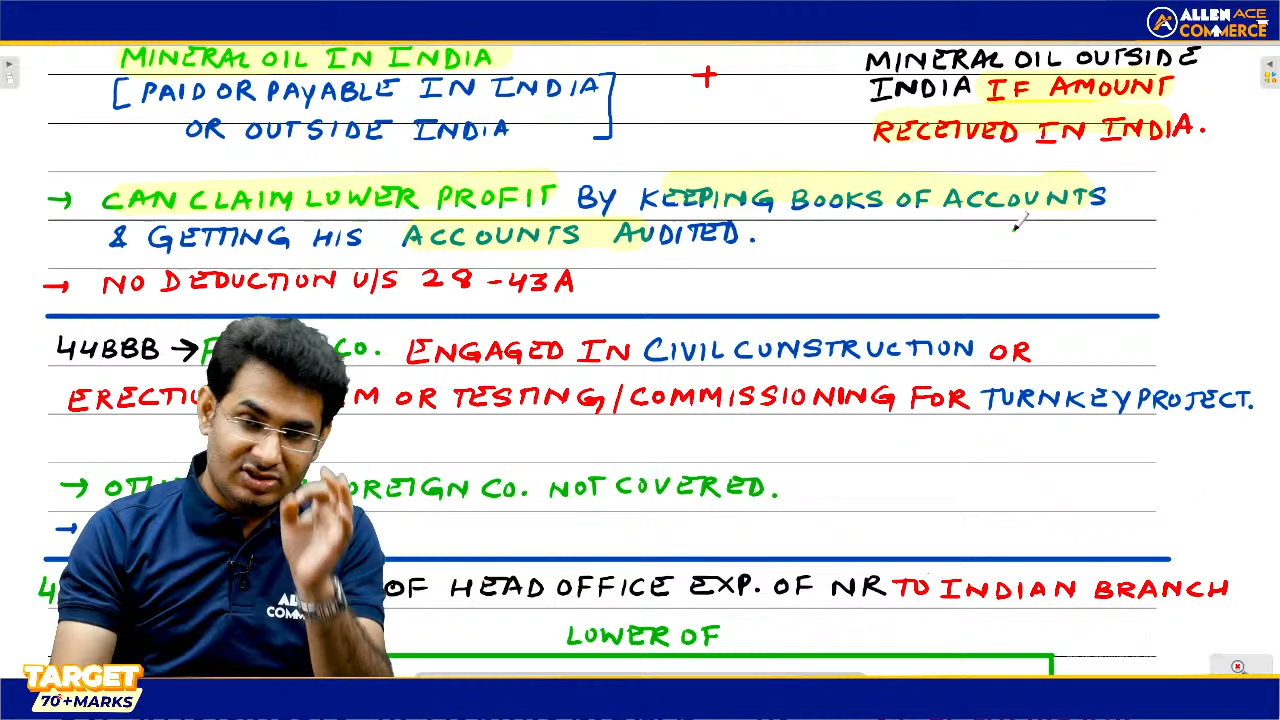 ALLEN ACE
COMMERCE
MINERAL OIL IN INDIA
[PAID OR PAYABLE IN INDIA
OR OUTSIDE INDIA]
+
MINERAL OIL OUTSIDE
INDIA IF AMOUNT
RECEIVED IN INDIA.
→ CAN CLAIM LOWER PROFIT BY KEEPING BOOKS OF ACCOUNTS
& GETTING HIS ACCOUNTS AUDITED.
→ NO DEDUCTION U/S 28-43A
44BBB → CO. ENGAGED IN CIVIL CONSTRUCTION OR
OR TESTING/COMMISSIONING FOR TURNKEY PROJECT.
→ FOREIGN CO. NOT COVERED.
→
OF HEAD OFFICE EXP. OF NR TO INDIAN BRANCH
LOWER OF
TARGET
70+MARKS